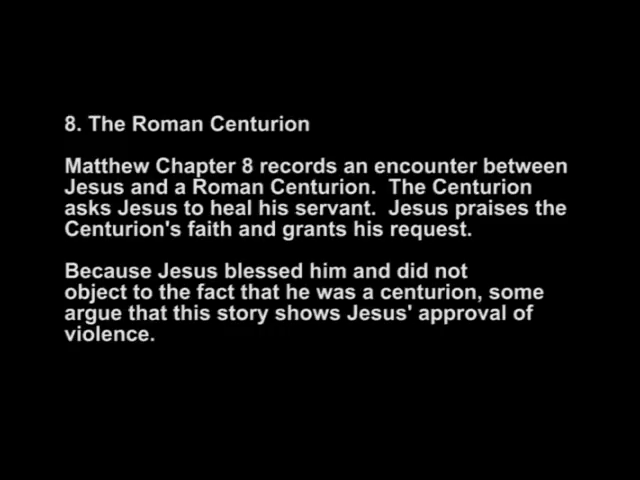 8. The Roman Centurion
Matthew Chapter 8 records an encounter between
Jesus and a Roman Centurion.  The Centurion
asks Jesus to heal his servant.  Jesus praises the
Centurion's faith and grants his request.
Because Jesus blessed him and did not
object to the fact that he was a centurion, some
argue that this story shows Jesus' approval of
violence.